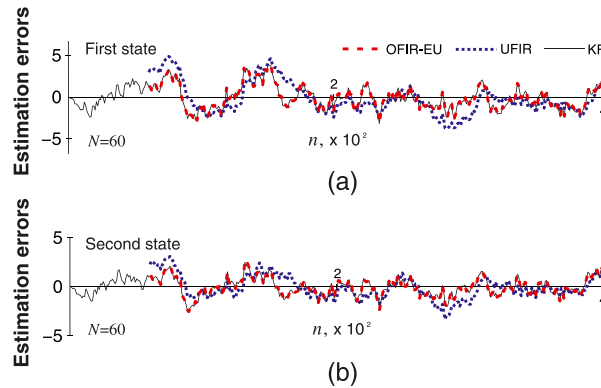 Estimation errors
First state
OFIR-EU UFIR KF
5
2
0
−5
N=60
n, x 10²
(a)
Estimation errors
Second state
5
2
0
−5
N=60
n, x 10²
(b)